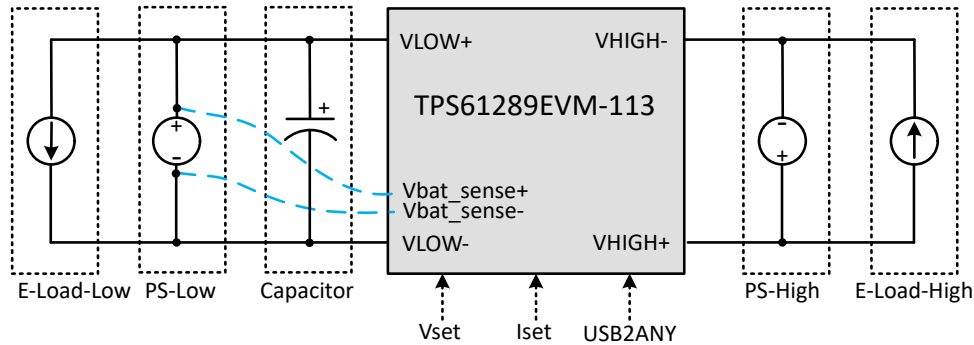 VLOW+
VHIGH-
TPS61289EVM-113
+
+
-
-
+
Vbat_sense+
Vbat_sense-
VLOW-
VHIGH+
E-Load-Low
PS-Low
Capacitor
PS-High
E-Load-High
Vset
Iset
USB2ANY